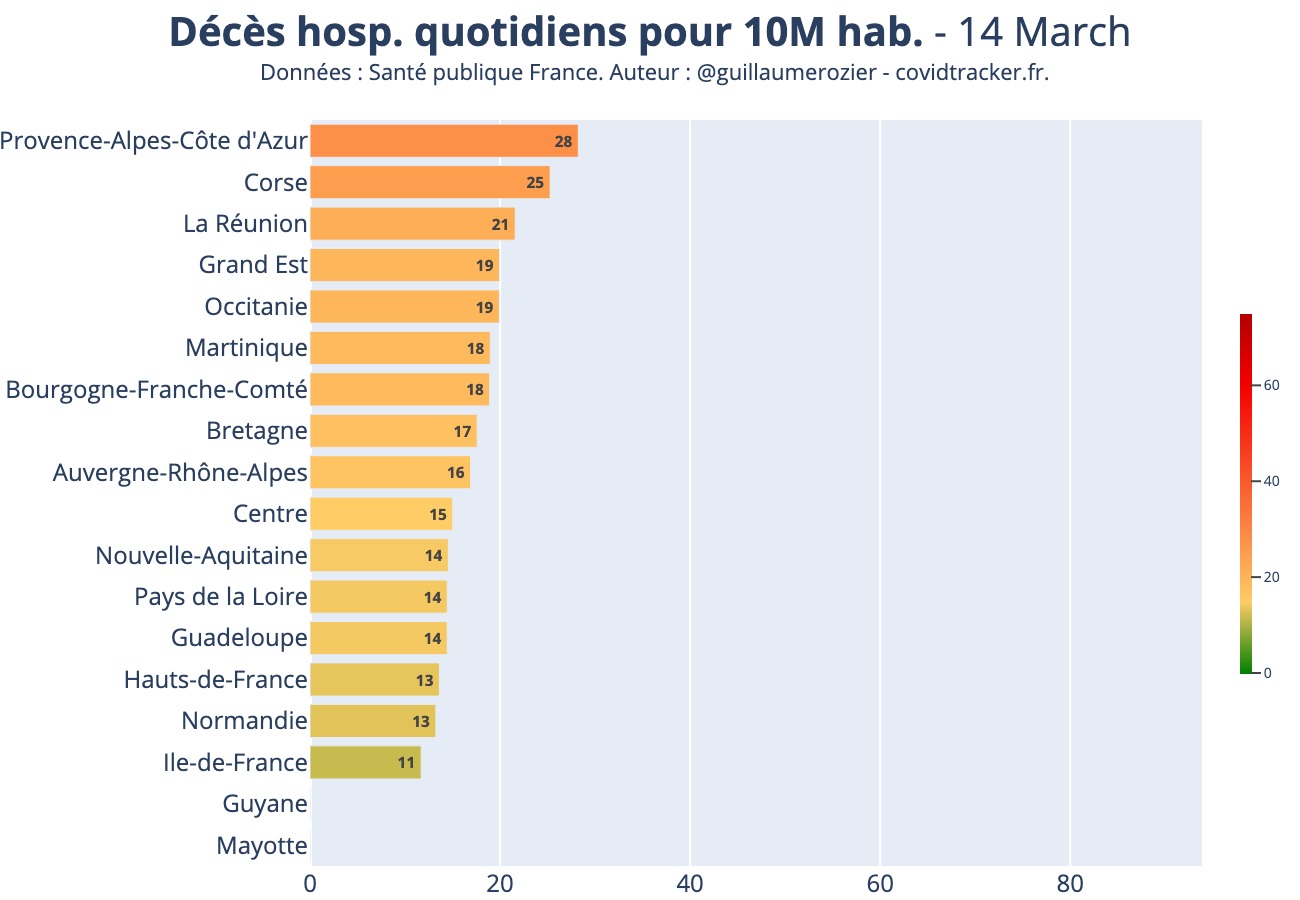 Décès hosp. quotidiens pour 10M hab. - 14 March
Données : Santé publique France. Auteur : @guillaumerozier - covidtracker.fr.
Provence-Alpes-Côte d'Azur 28
Corse 25
La Réunion 21
Grand Est 19
Occitanie 19
Martinique 18
Bourgogne-Franche-Comté 18
Bretagne 17
Auvergne-Rhône-Alpes 16
Centre 15
Nouvelle-Aquitaine 14
Pays de la Loire 14
Guadeloupe 14
Hauts-de-France 13
Normandie 13
Ile-de-France 11
Guyane
Mayotte
0 20 40 60 80
60
40
20
0